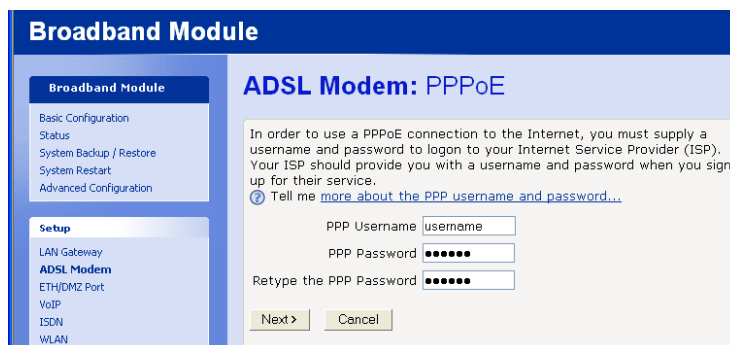 Broadband Module
Broadband Module
Basic Configuration
Status
System Backup / Restore
System Restart
Advanced Configuration
Setup
LAN Gateway
ADSL Modem
ETH/DMZ Port
VoIP
ISDN
WLAN
ADSL Modem: PPPoE
In order to use a PPPoE connection to the Internet, you must supply a
username and password to logon to your Internet Service Provider (ISP).
Your ISP should provide you with a username and password when you sign
up for their service.
? Tell me more about the PPP username and password...
PPP Username username
PPP Password ●●●●●●
Retype the PPP Password ●●●●●●
Next> Cancel